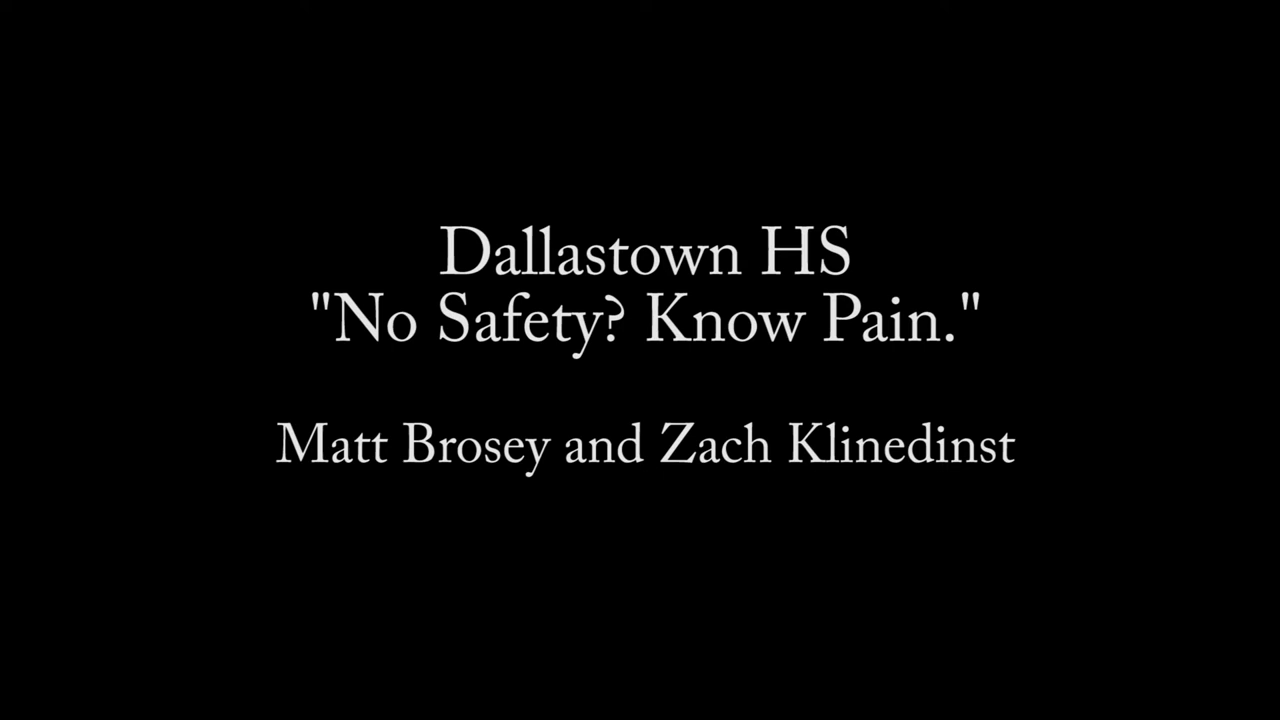 Dallastown HS
"No Safety? Know Pain."
Matt Brosey and Zach Klinedinst